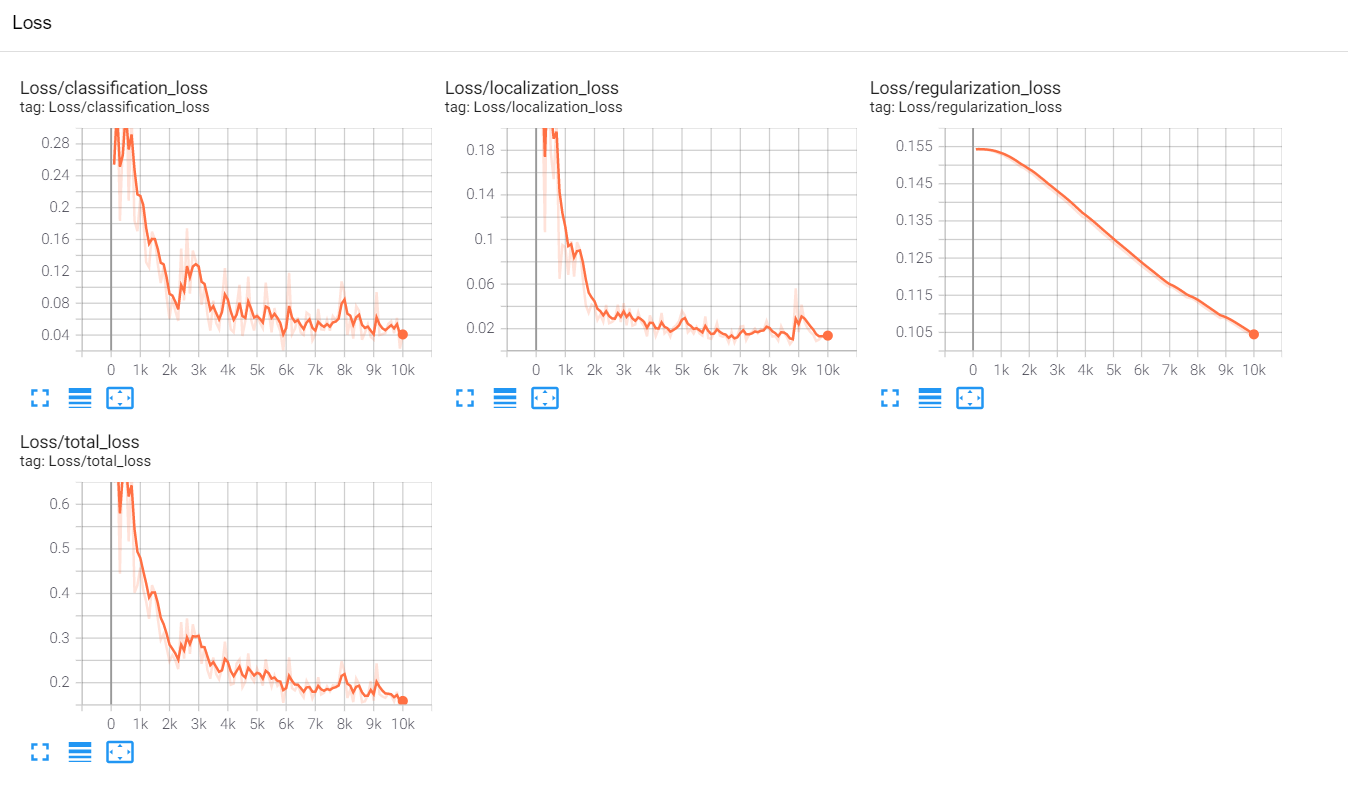 Loss
Loss/classification_loss
tag: Loss/classification_loss
0.28
0.24
0.2
0.16
0.12
0.08
0.04
0 1k 2k 3k 4k 5k 6k 7k 8k 9k 10k
Loss/localization_loss
tag: Loss/localization_loss
0.18
0.14
0.1
0.06
0.02
0 1k 2k 3k 4k 5k 6k 7k 8k 9k 10k
Loss/regularization_loss
tag: Loss/regularization_loss
0.155
0.145
0.135
0.125
0.115
0.105
0 1k 2k 3k 4k 5k 6k 7k 8k 9k 10k
Loss/total_loss
tag: Loss/total_loss
0.6
0.5
0.4
0.3
0.2
0 1k 2k 3k 4k 5k 6k 7k 8k 9k 10k